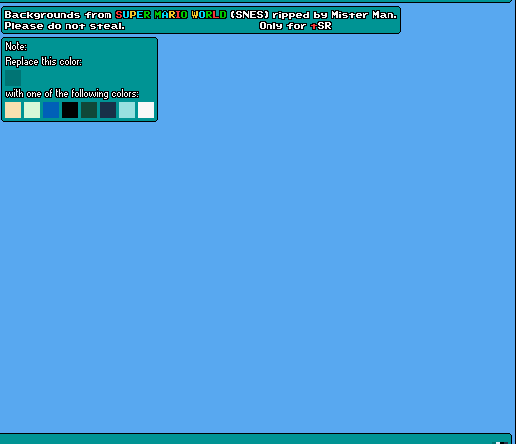 Backgrounds from SUPER MARIO WORLD (SNES) ripped by Mister Man.
Please do not steal. Only for tSR
Note:
Replace this color:
with one of the following colors: